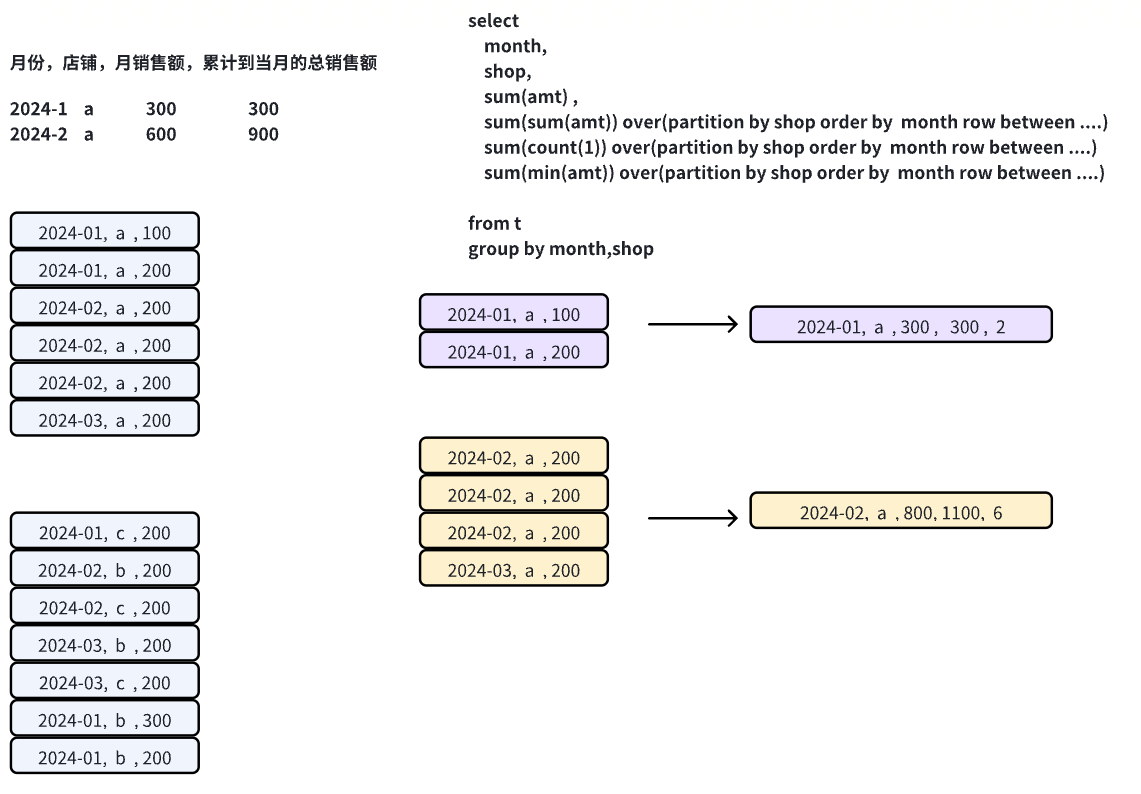 月份，店铺，月销售额，累计到当月的总销售额
2024-1 a 300 300
2024-2 a 600 900
select
month,
shop,
sum(amt) ,
sum(sum(amt)) over(partition by shop order by month row between ....)
sum(count(1)) over(partition by shop order by month row between ....)
sum(min(amt)) over(partition by shop order by month row between ....)
from t
group by month,shop
2024-01, a , 100
2024-01, a , 200
2024-02, a , 200
2024-02, a , 200
2024-02, a , 200
2024-03, a , 200
2024-01, c , 200
2024-02, b , 200
2024-02, c , 200
2024-03, b , 200
2024-03, c , 200
2024-01, b , 300
2024-01, b , 200
2024-01, a , 100
2024-01, a , 200
2024-01, a , 300 , 300 , 2
2024-02, a , 200
2024-02, a , 200
2024-02, a , 200
2024-03, a , 200
2024-02, a , 800, 1100, 6